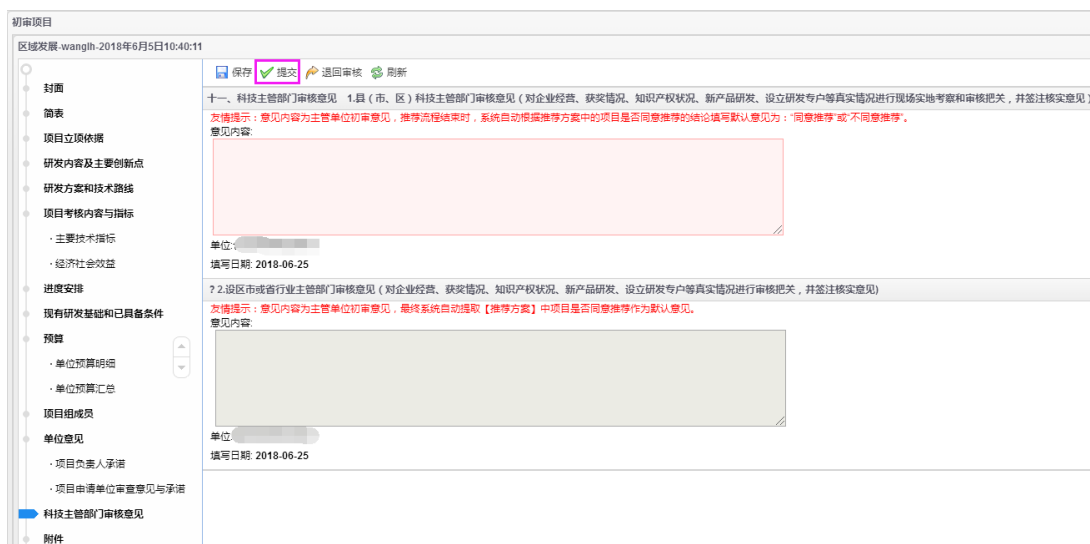 初审项目
区域发展-wanglh-2018年6月5日10:40:11
封面
简表
项目立项依据
研发内容及主要创新点
研发方案和技术路线
项目考核内容与指标
·主要技术指标
·经济社会效益
进度安排
现有研发基础和已具备条件
预算
·单位预算明细
·单位预算汇总
项目组成员
单位意见
·项目负责人承诺
·项目申请单位审查意见与承诺
科技主管部门审核意见
附件
保存 提交 退回审核 刷新
十一、科技主管部门审核意见 1.县（市、区）科技主管部门审核意见（对企业经营、获奖情况、知识产权状况、新产品研发、设立研发专户等真实情况进行现场实地考察和审核把关，并签注核实意见）
友情提示：意见内容为主管单位初审意见，推荐流程结束时，系统自动根据推荐方案中的项目是否同意推荐的结论填写默认意见为："同意推荐"或"不同意推荐"。
意见内容:
单位:
填写日期: 2018-06-25
? 2.设区市或省行业主管部门审核意见（对企业经营、获奖情况、知识产权状况、新产品研发、设立研发专户等真实情况进行审核把关，并签注核实意见)
友情提示：意见内容为主管单位初审意见，最终系统自动提取【推荐方案】中项目是否同意推荐作为默认意见。
意见内容:
单位:
填写日期: 2018-06-25